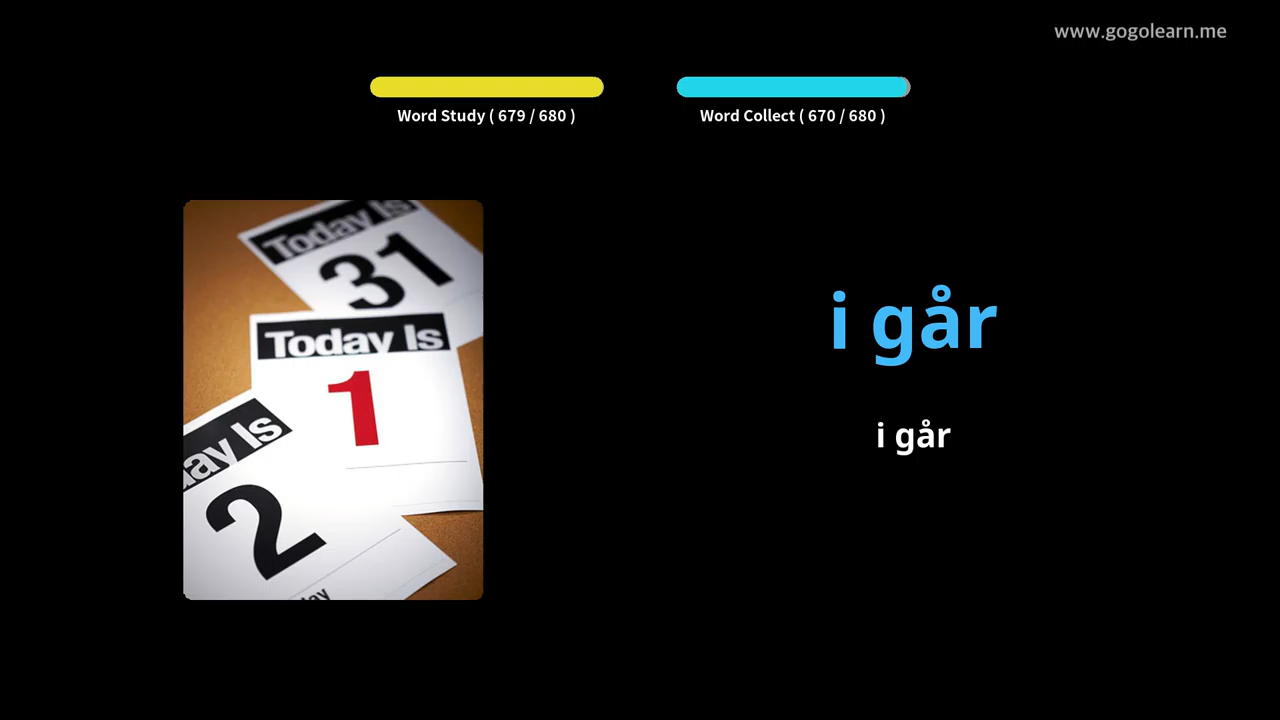 www.gogolearn.me
Word Study ( 679 / 680 )
Word Collect ( 670 / 680 )
Today Is
31
Today Is
1
ay Is
2
i går
i går